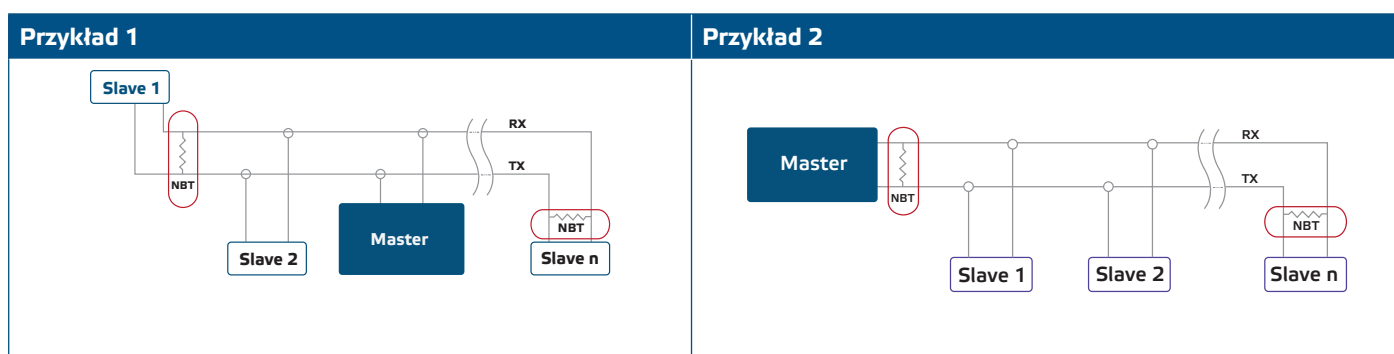 Przykład 1
Slave 1
RX
TX
NBT
NBT
Master
Slave 2
Slave n
Przykład 2
RX
Master
TX
NBT
NBT
Slave 1
Slave 2
Slave n